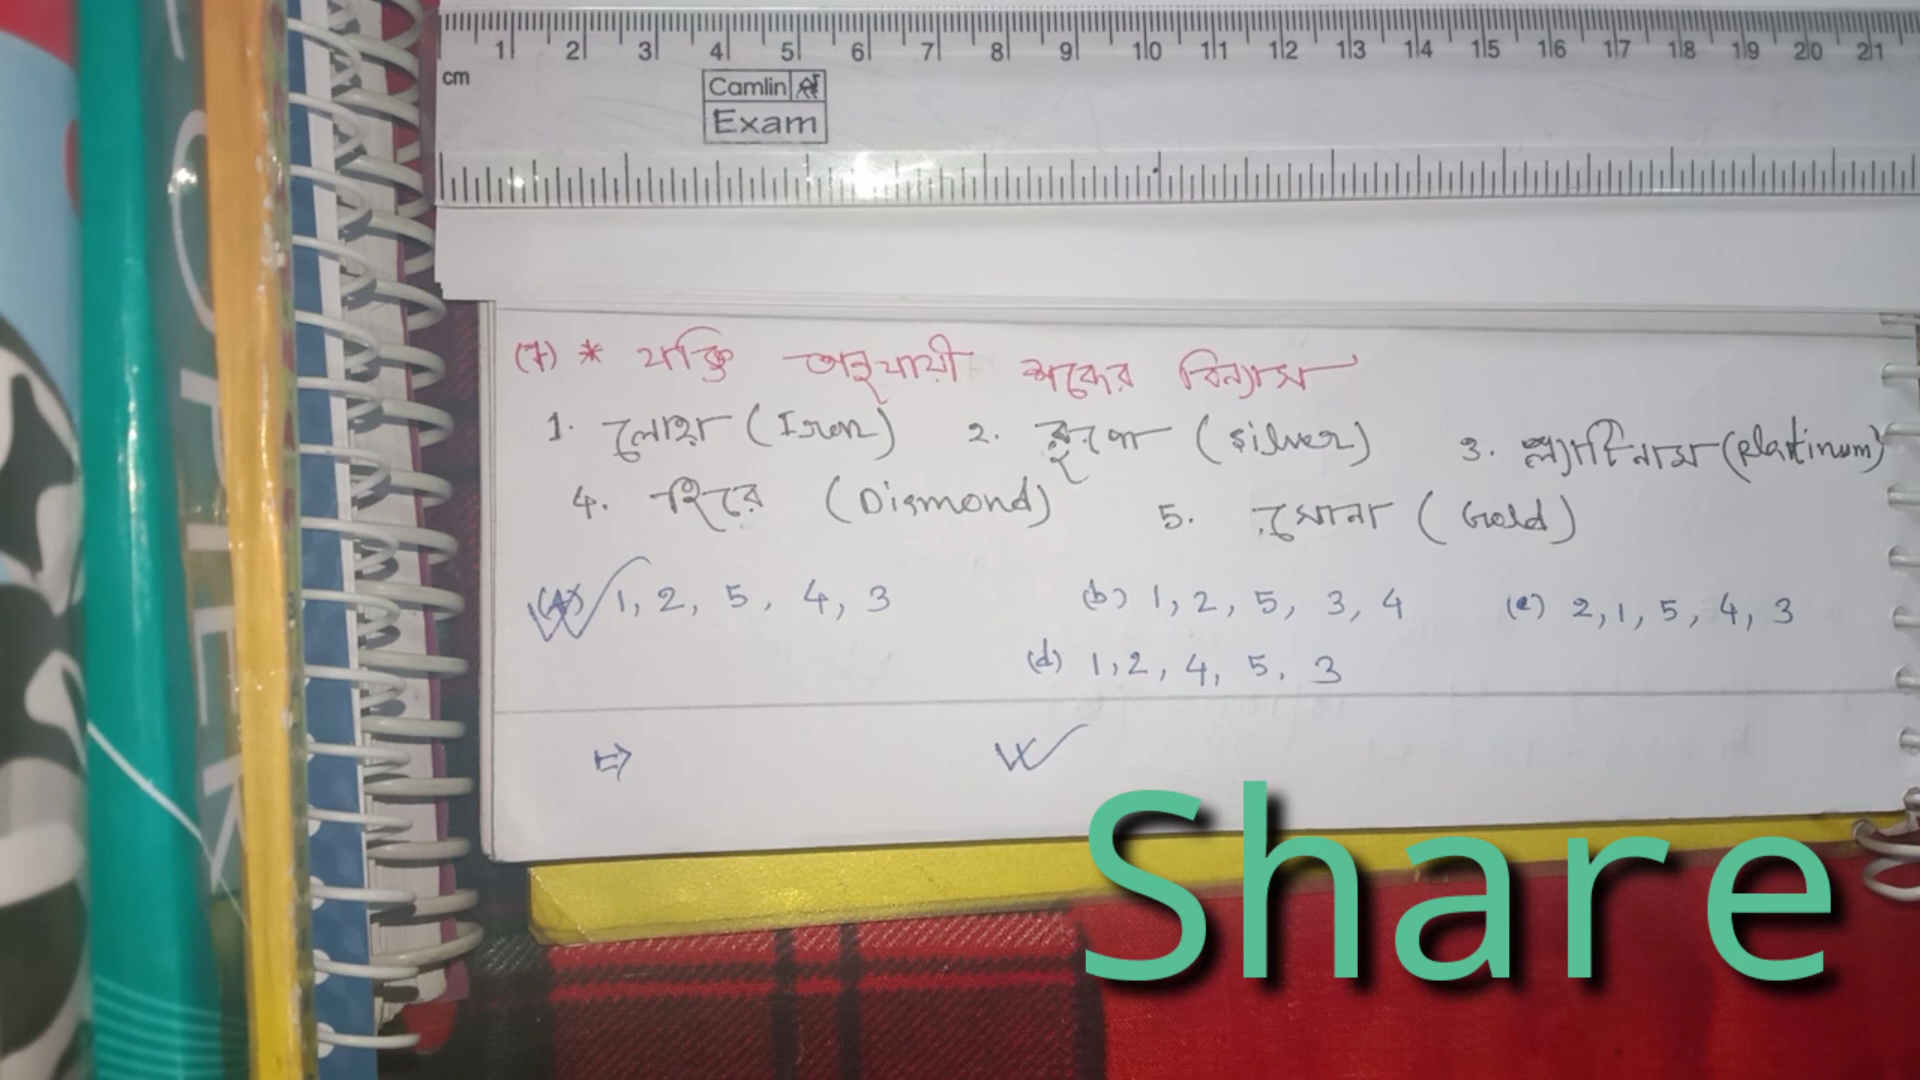 1 2 3 4 5 6 7 8 9 10 11 12 13 14 15 16 17 18 19 20 21
cm
Camlin
Exam
(7) * যুক্তি অনুযায়ী শব্দের বিন্যাস
1. লোহা (Iron) 2. রূপো (Silver) 3. প্ল্যাটিনাম (platinum)
4. হিরে (Diamond) 5. সোনা (Gold)
(a) 1, 2, 5, 4, 3 (b) 1, 2, 5, 3, 4 (c) 2, 1, 5, 4, 3
(d) 1, 2, 4, 5, 3
⇒
Share